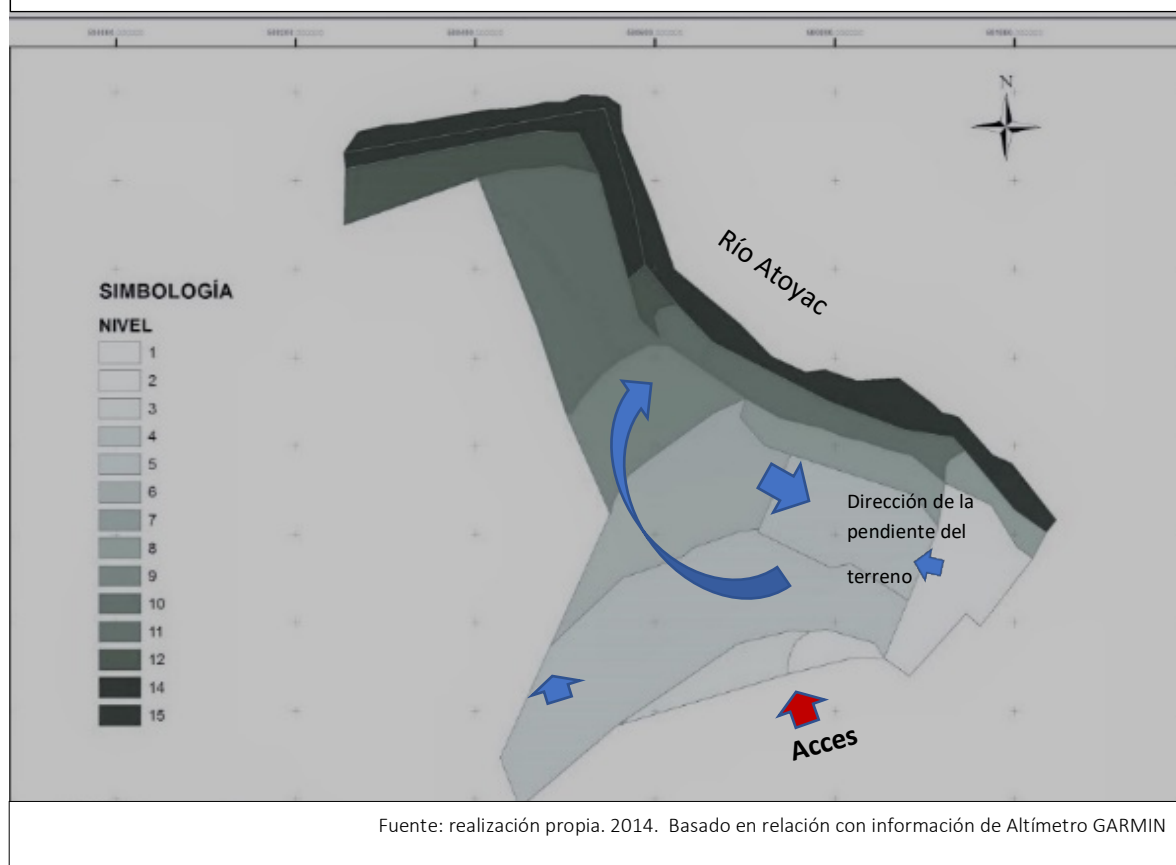 N
Río Atoyac
SIMBOLOGÍA
NIVEL
1
2
3
4
5
6
7
8
9
10
11
12
14
15
Dirección de la
pendiente del
terreno
Acces
Fuente: realización propia. 2014. Basado en relación con información de Altímetro GARMIN